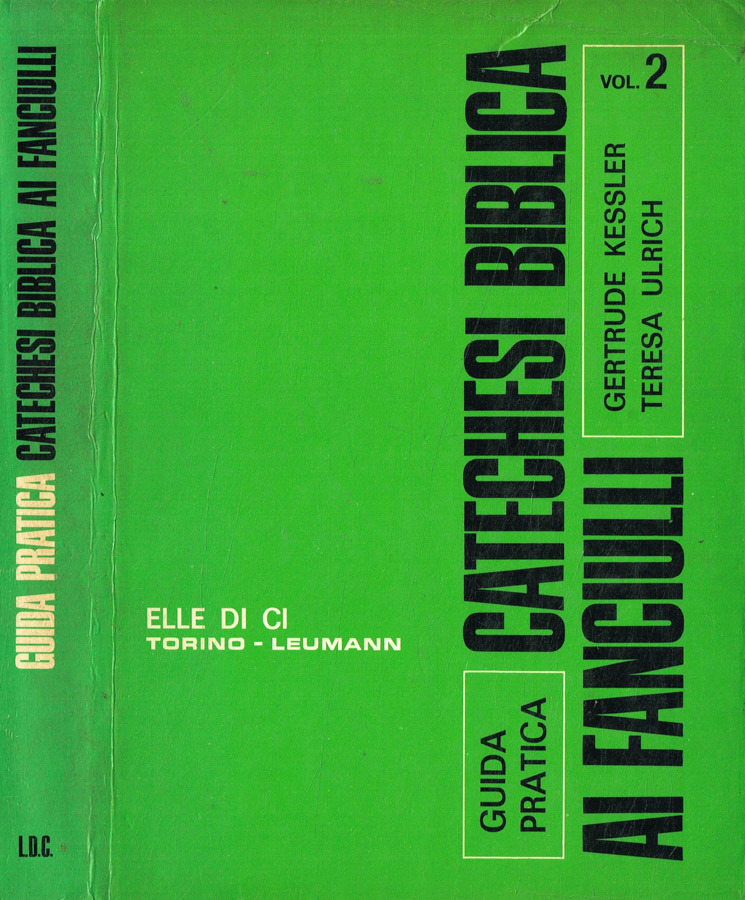 GUIDA PRATICA CATECHESI BIBLICA AI FANCIULLI
L.D.C.
VOL. 2
GERTRUDE KESSLER
TERESA ULRICH
GUIDA
PRATICA
CATECHESI BIBLICA
AI FANCIULLI
ELLE DI CI
TORINO - LEUMANN